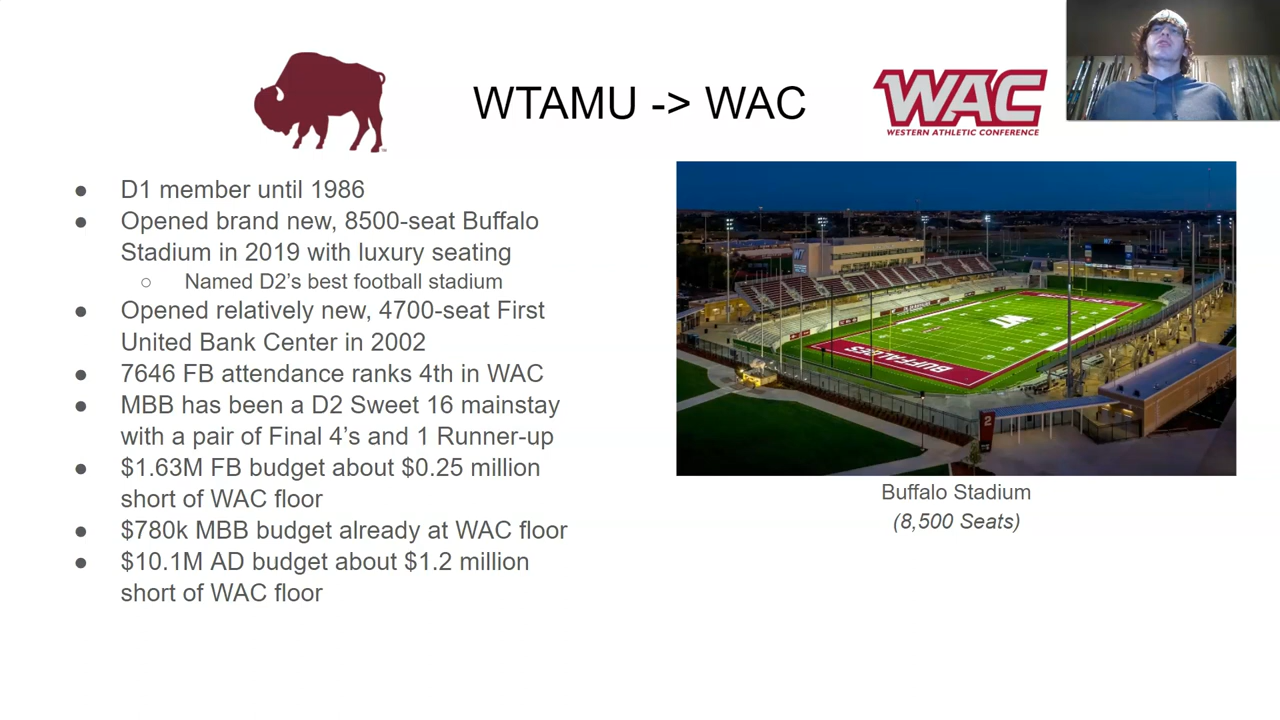 WTAMU -> WAC
WAC
WESTERN ATHLETIC CONFERENCE
● D1 member until 1986
● Opened brand new, 8500-seat Buffalo
Stadium in 2019 with luxury seating
○ Named D2’s best football stadium
● Opened relatively new, 4700-seat First
United Bank Center in 2002
● 7646 FB attendance ranks 4th in WAC
● MBB has been a D2 Sweet 16 mainstay
with a pair of Final 4’s and 1 Runner-up
● $1.63M FB budget about $0.25 million
short of WAC floor
● $780k MBB budget already at WAC floor
● $10.1M AD budget about $1.2 million
short of WAC floor
WT
BUFFALOES
2
Buffalo Stadium
(8,500 Seats)